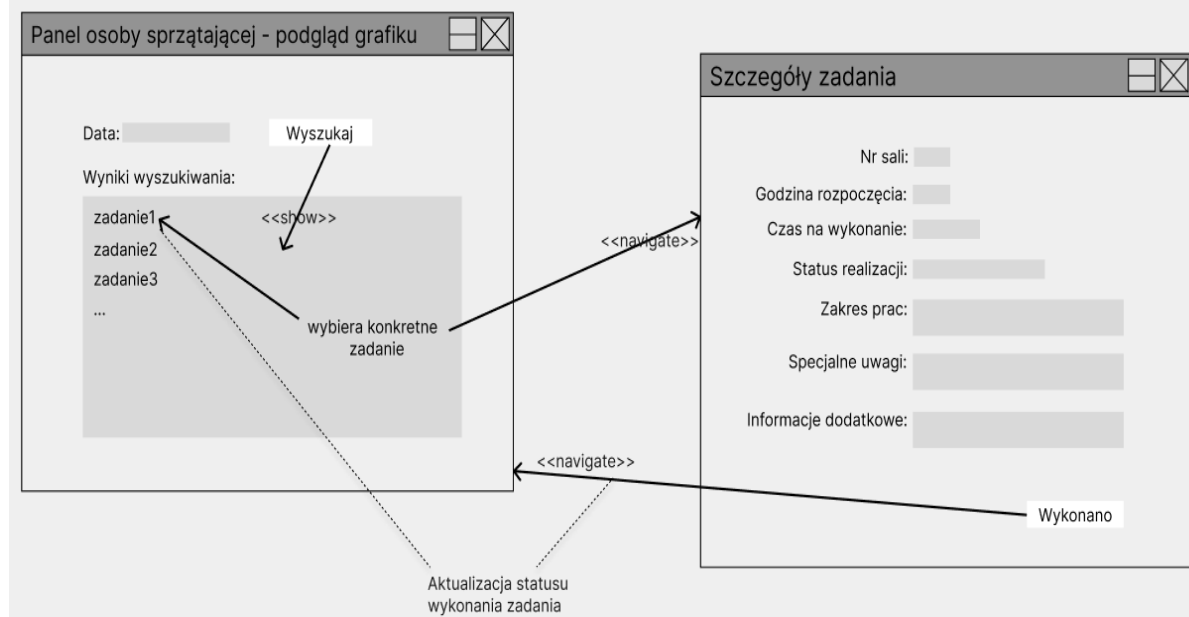 Panel osoby sprzątającej - podgląd grafiku
Data:
Wyszukaj
Wyniki wyszukiwania:
zadanie1
<<show>>
zadanie2
zadanie3
...
wybiera konkretne
zadanie
<<navigate>>
Szczegóły zadania
Nr sali:
Godzina rozpoczęcia:
Czas na wykonanie:
Status realizacji:
Zakres prac:
Specjalne uwagi:
Informacje dodatkowe:
<<navigate>>
Wykonano
Aktualizacja statusu
wykonania zadania